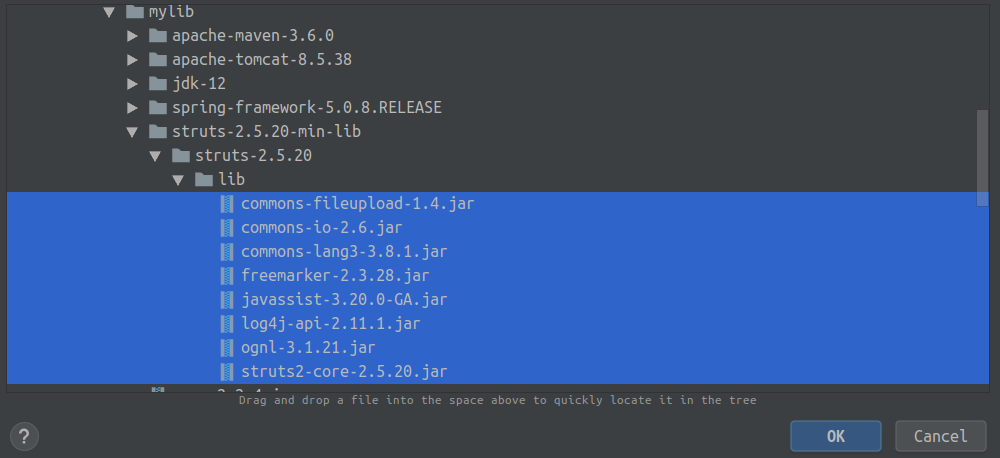 mylib
apache-maven-3.6.0
apache-tomcat-8.5.38
jdk-12
spring-framework-5.0.8.RELEASE
struts-2.5.20-min-lib
struts-2.5.20
lib
commons-fileupload-1.4.jar
commons-io-2.6.jar
commons-lang3-3.8.1.jar
freemarker-2.3.28.jar
javassist-3.20.0-GA.jar
log4j-api-2.11.1.jar
ognl-3.1.21.jar
struts2-core-2.5.20.jar
Drag and drop a file into the space above to quickly locate it in the tree
?
OK
Cancel